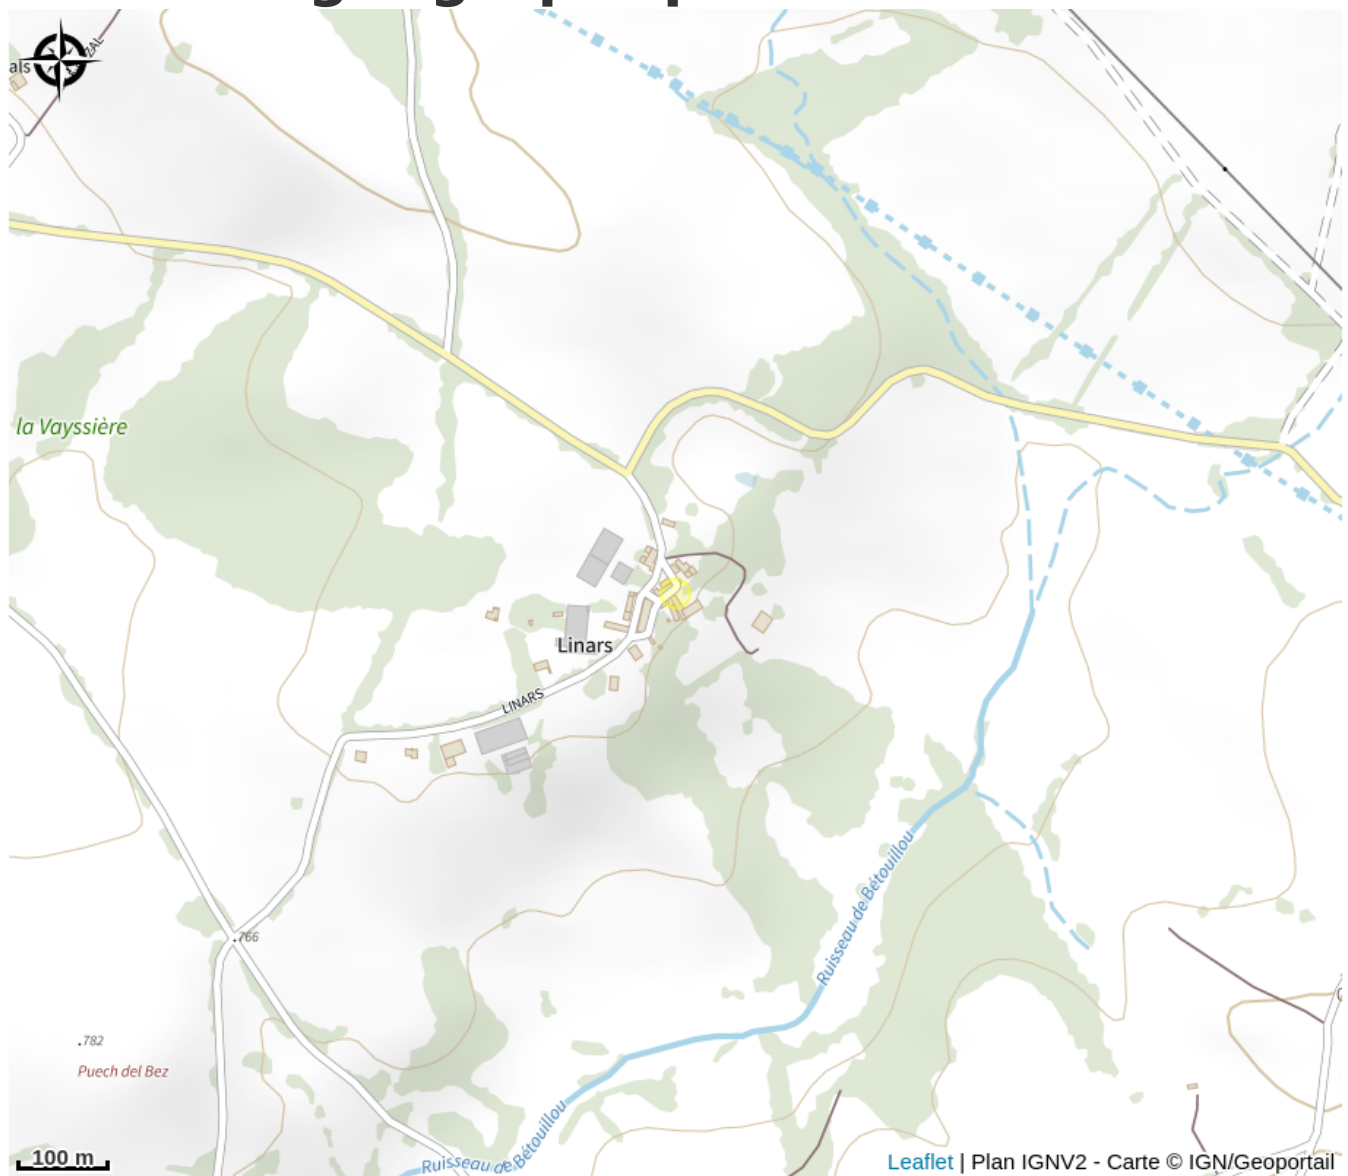 als
la Vayssière
Linars
LINARS
.766
Ruisseau de Bétouillou
.782
Puech del Bez
Ruisseau de Bétouillou
100 m
Leaflet | Plan IGNV2 - Carte © IGN/Geoportail